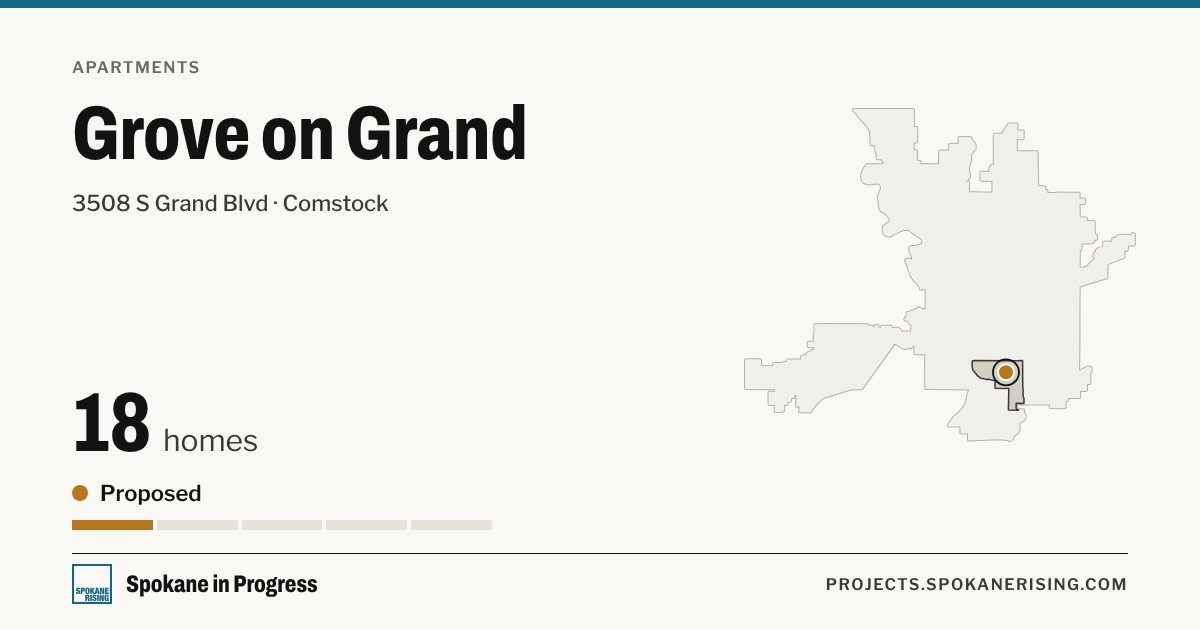 APARTMENTS
Grove on Grand
3508 S Grand Blvd · Comstock
18 homes
Proposed
SPOKANE
RISING
Spokane in Progress
PROJECTS.SPOKANERISING.COM